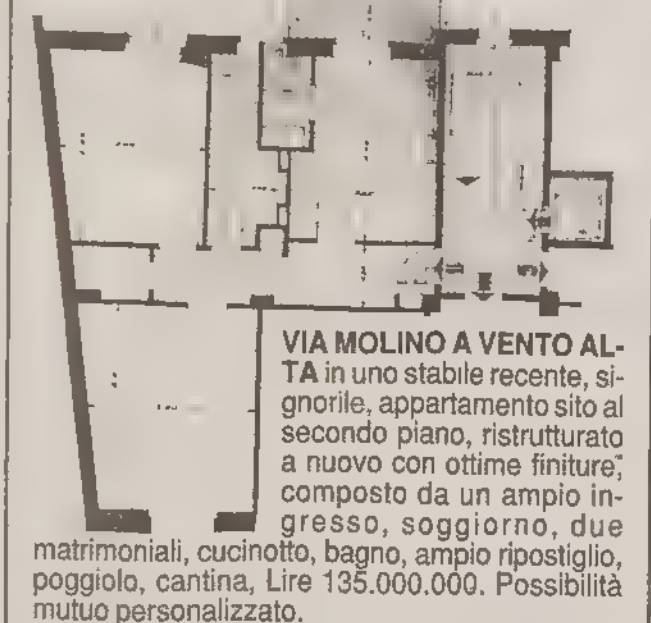 VIA MOLINO A VENTO AL-
TA in uno stabile recente, si-
gnorile, appartamento sito al
secondo piano, ristrutturato
a nuovo con ottime finiture,
composto da un ampio in-
gresso, soggiorno, due
matrimoniali, cucinotto, bagno, ampio ripostiglio,
poggiolo, cantina, Lire 135.000.000. Possibilità
mutuo personalizzato.